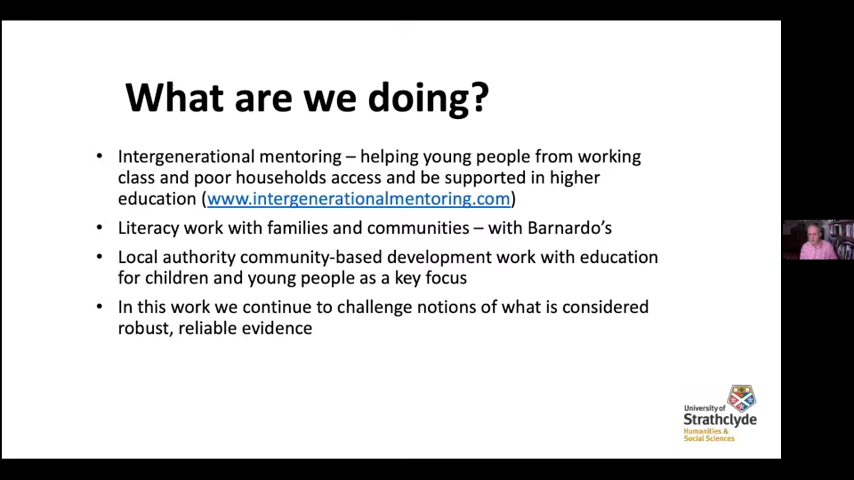 What are we doing?
• Intergenerational mentoring – helping young people from working
class and poor households access and be supported in higher
education (www.intergenerationalmentoring.com)
• Literacy work with families and communities – with Barnardo’s
• Local authority community-based development work with education
for children and young people as a key focus
• In this work we continue to challenge notions of what is considered
robust, reliable evidence
University of
Strathclyde
Humanities &
Social Sciences